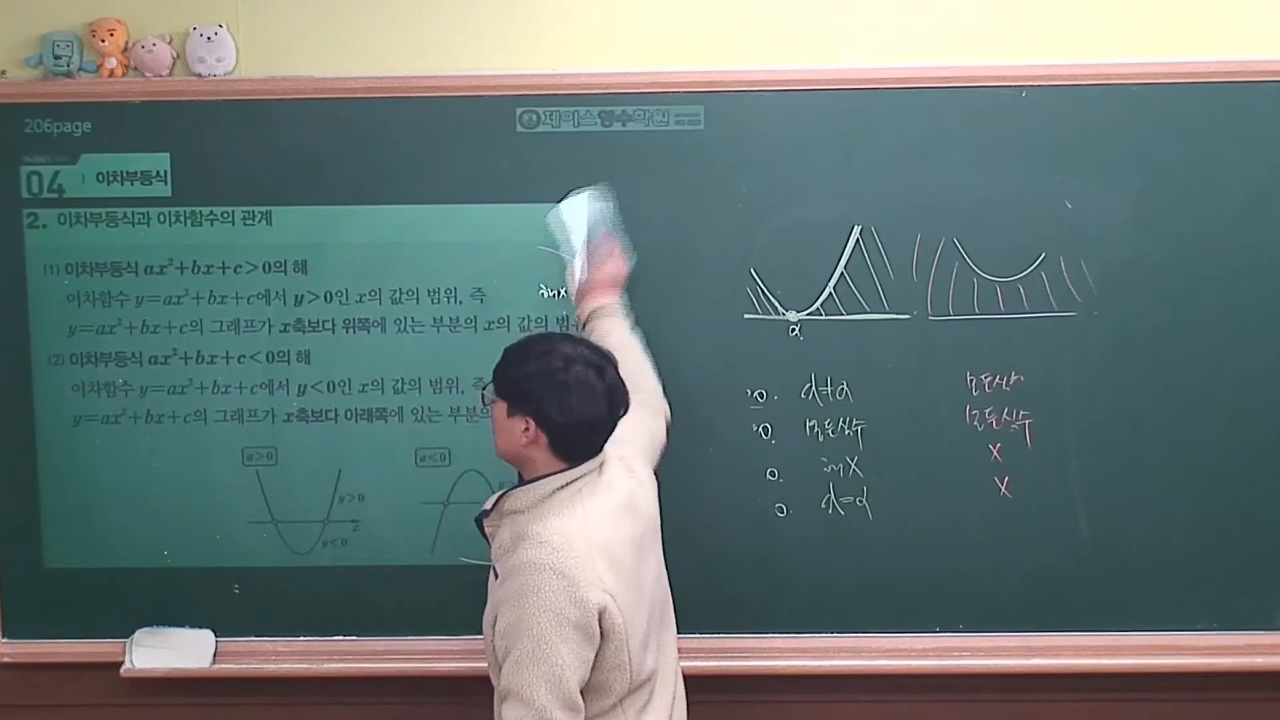 206page
제이스영수학원
04 이차부등식
2. 이차부등식과 이차함수의 관계
(1) 이차부등식 ax²+bx+c>0의 해
이차함수 y=ax²+bx+c에서 y>0인 x의 값의 범위, 즉
y=ax²+bx+c의 그래프가 x축보다 위쪽에 있는 부분의 x의 값의 범위
(2) 이차부등식 ax²+bx+c<0의 해
이차함수 y=ax²+bx+c에서 y<0인 x의 값의 범위, 즉
y=ax²+bx+c의 그래프가 x축보다 아래쪽에 있는 부분의
a>0
a<0
y>0
x
y<0
해 X
α
모든실수
모든실수 모든실수
해 X X
x=α X